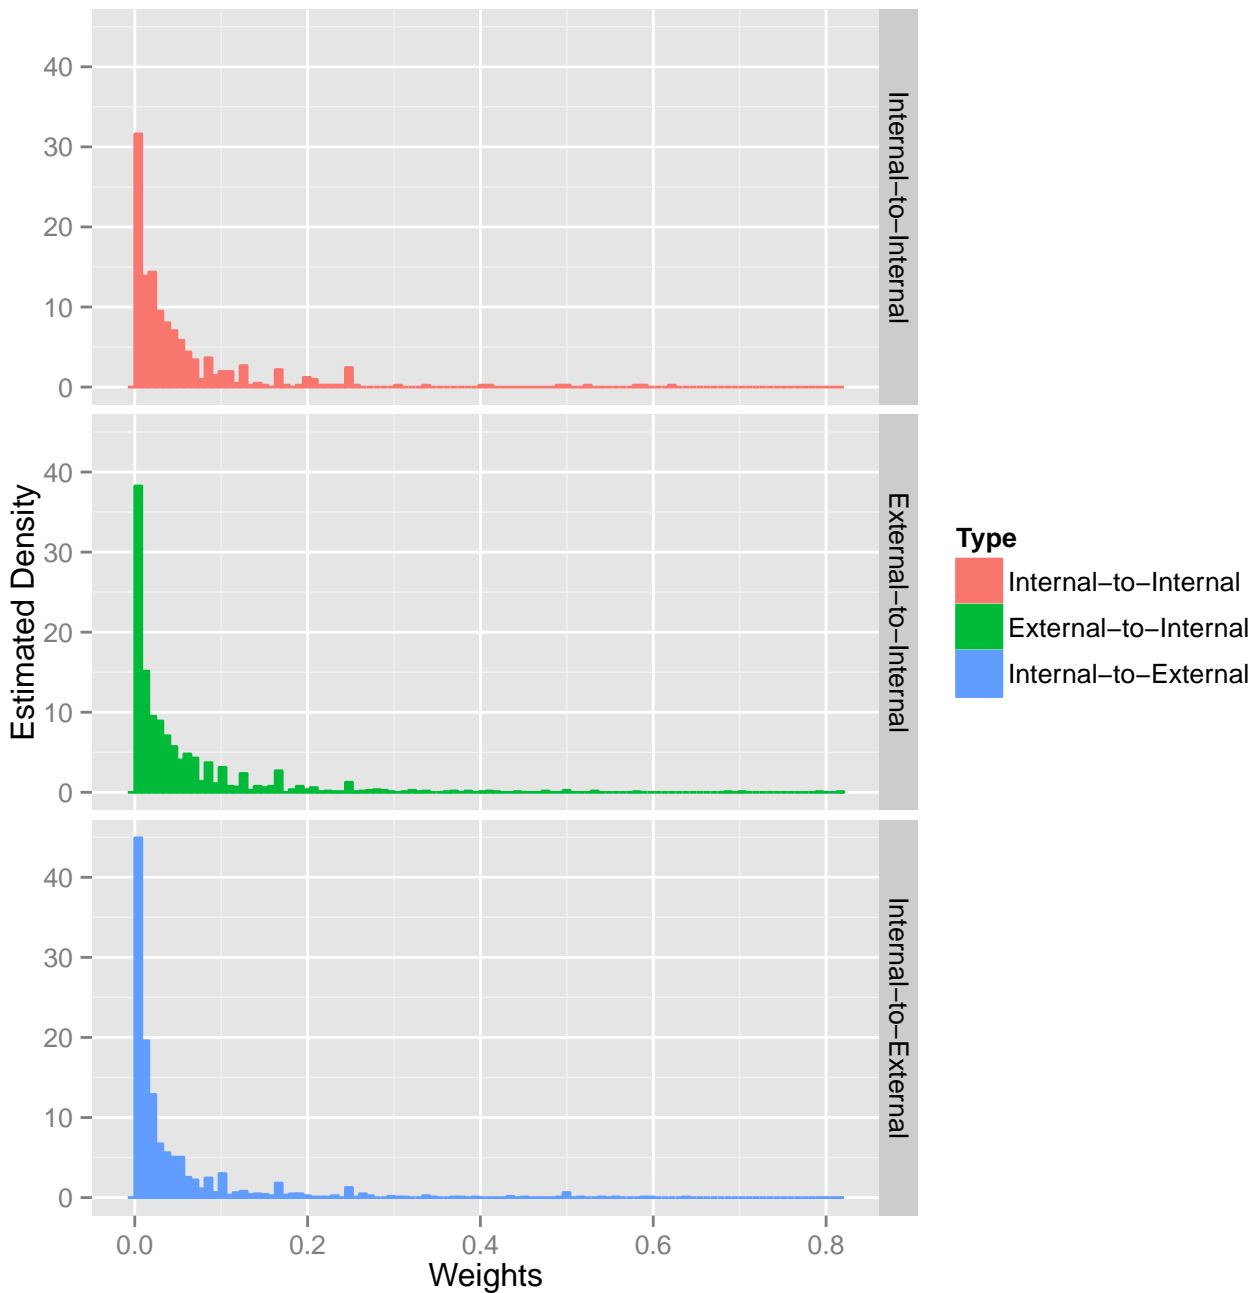 40
30
20
10
0
Internal−to−Internal
40
30
20
10
0
External−to−Internal
40
30
20
10
0
Internal−to−External
0.0 0.2 0.4 0.6 0.8
Weights
Estimated Density
Type
Internal−to−Internal
External−to−Internal
Internal−to−External